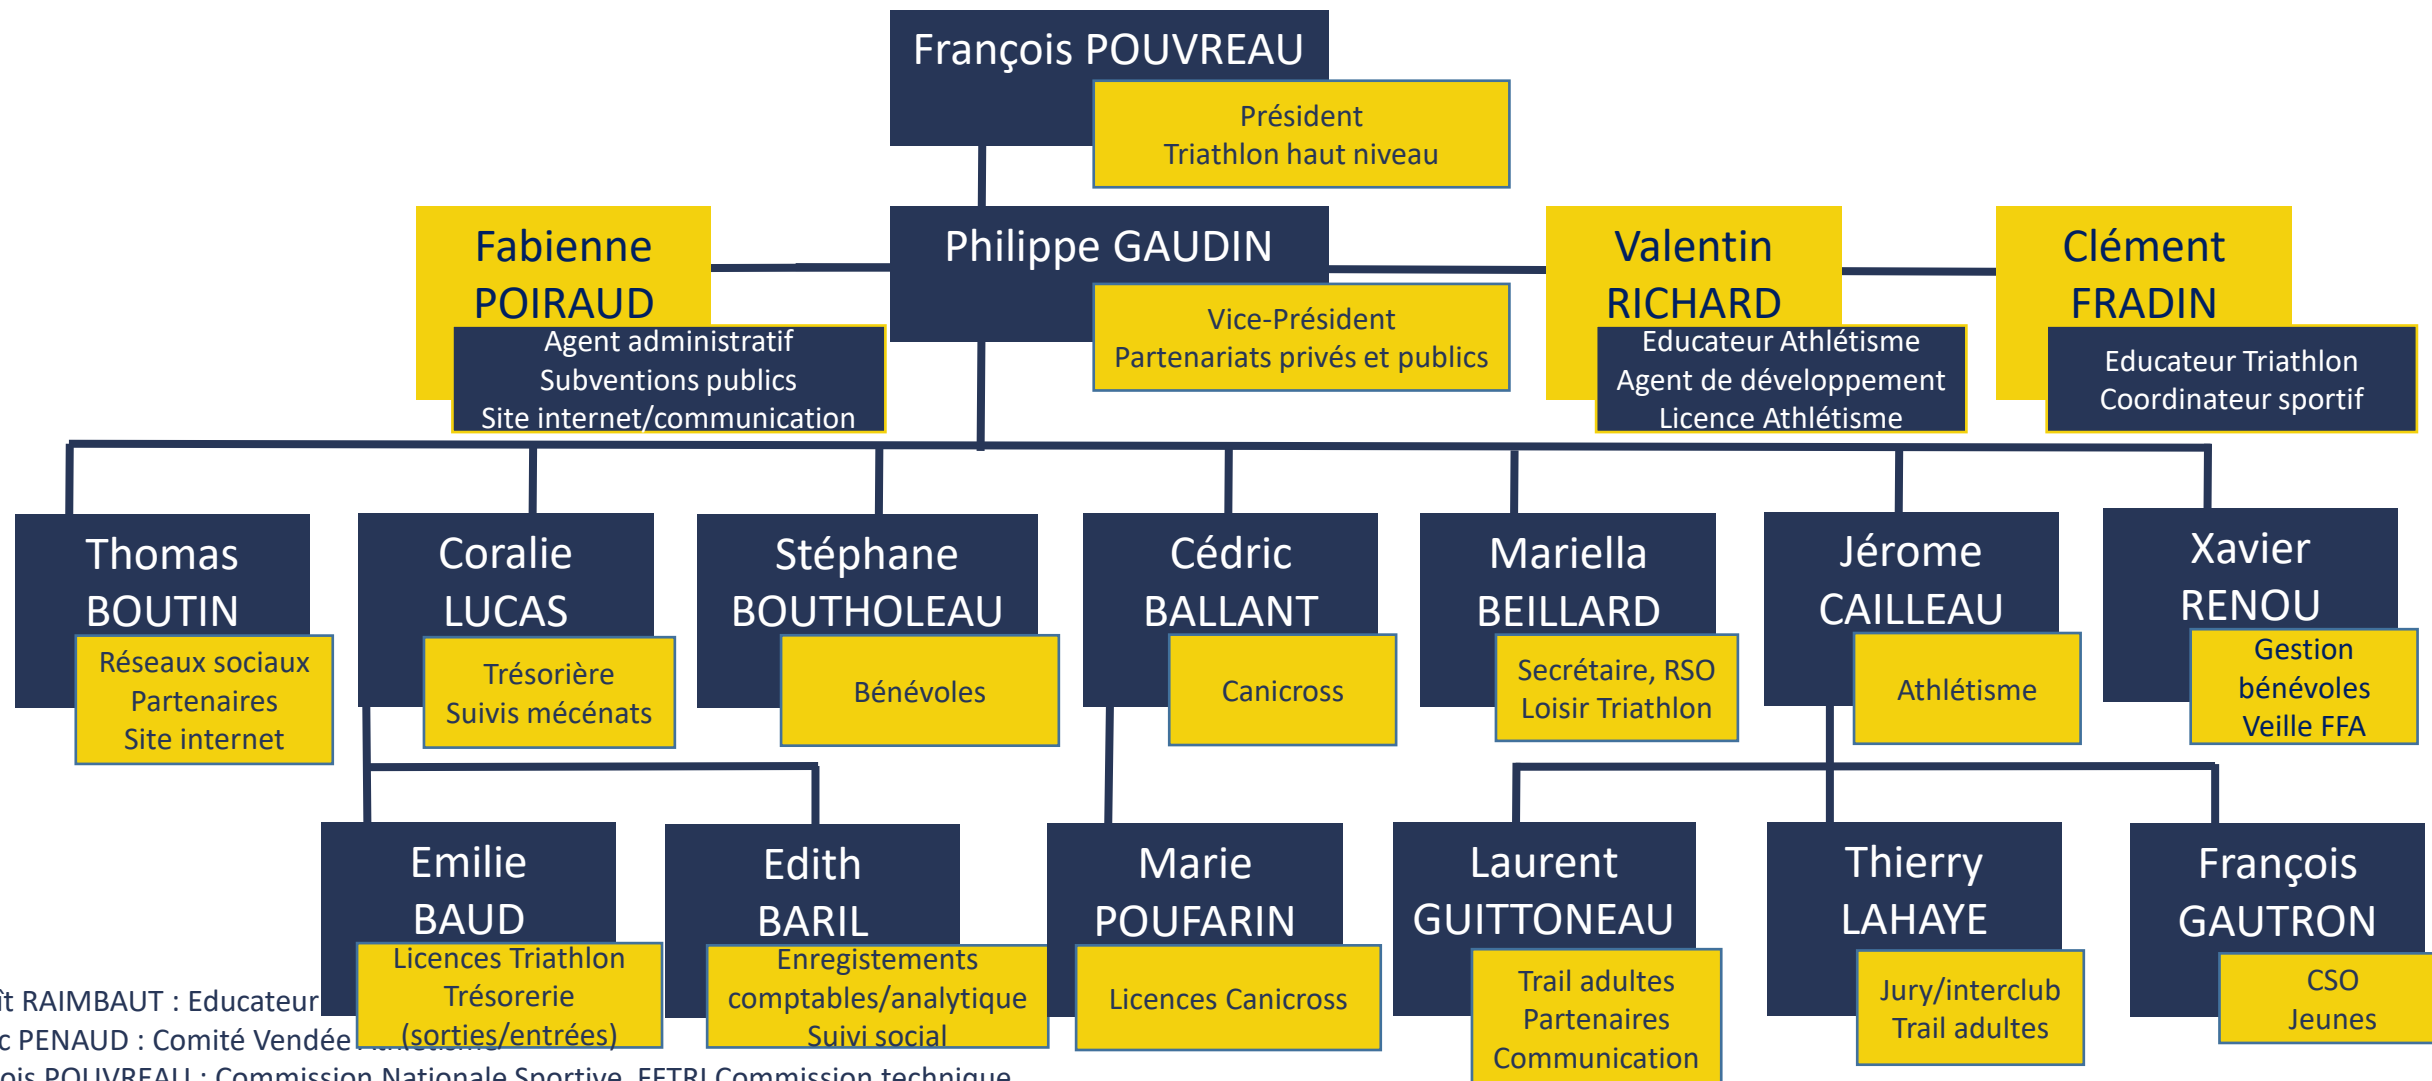 François POUVREAU
Président
Triathlon haut niveau
Fabienne
POIRAUD
Agent administratif
Subventions publics
Site internet/communication
Philippe GAUDIN
Vice-Président
Partenariats privés et publics
Valentin
RICHARD
Educateur Athlétisme
Agent de développement
Licence Athlétisme
Clément
FRADIN
Educateur Triathlon
Coordinateur sportif
Thomas
BOUTIN
Réseaux sociaux
Partenaires
Site internet
Coralie
LUCAS
Trésorière
Suivis mécénats
Stéphane
BOUTHOLEAU
Bénévoles
Cédric
BALLANT
Canicross
Mariella
BEILLARD
Secrétaire, RSO
Loisir Triathlon
Jérome
CAILLEAU
Athlétisme
Xavier
RENOU
Gestion
bénévoles
Veille FFA
Emilie
BAUD
Licences Triathlon
Trésorerie
(sorties/entrées)
Edith
BARIL
Enregistements
comptables/analytique
Suivi social
Marie
POUFARIN
Licences Canicross
Laurent
GUITTONEAU
Trail adultes
Partenaires
Communication
Thierry
LAHAYE
Jury/interclub
Trail adultes
François
GAUTRON
CSO
Jeunes
RAIMBAUT : Educateur
PENAUD : Comité Vendée
POUVREAU : Commission Nationale Sportive, FFTRI Commission technique